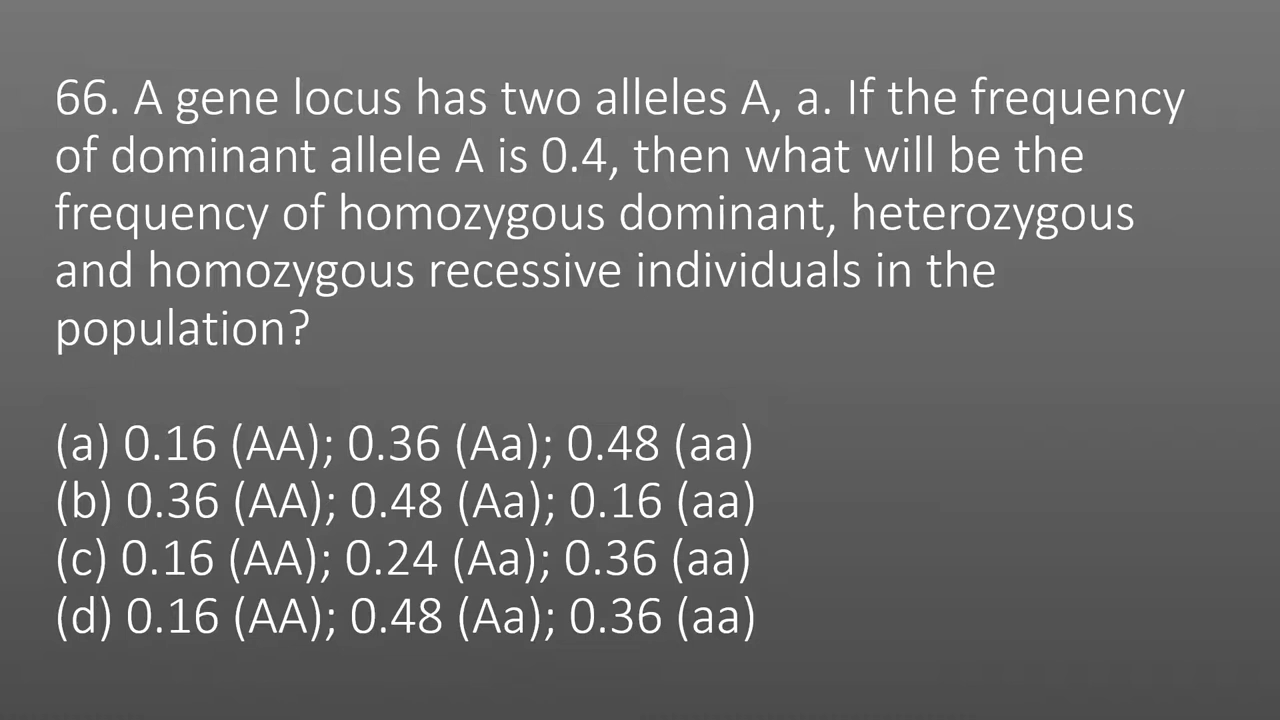 66. A gene locus has two alleles A, a. If the frequency
of dominant allele A is 0.4, then what will be the
frequency of homozygous dominant, heterozygous
and homozygous recessive individuals in the
population?
(a) 0.16 (AA); 0.36 (Aa); 0.48 (aa)
(b) 0.36 (AA); 0.48 (Aa); 0.16 (aa)
(c) 0.16 (AA); 0.24 (Aa); 0.36 (aa)
(d) 0.16 (AA); 0.48 (Aa); 0.36 (aa)